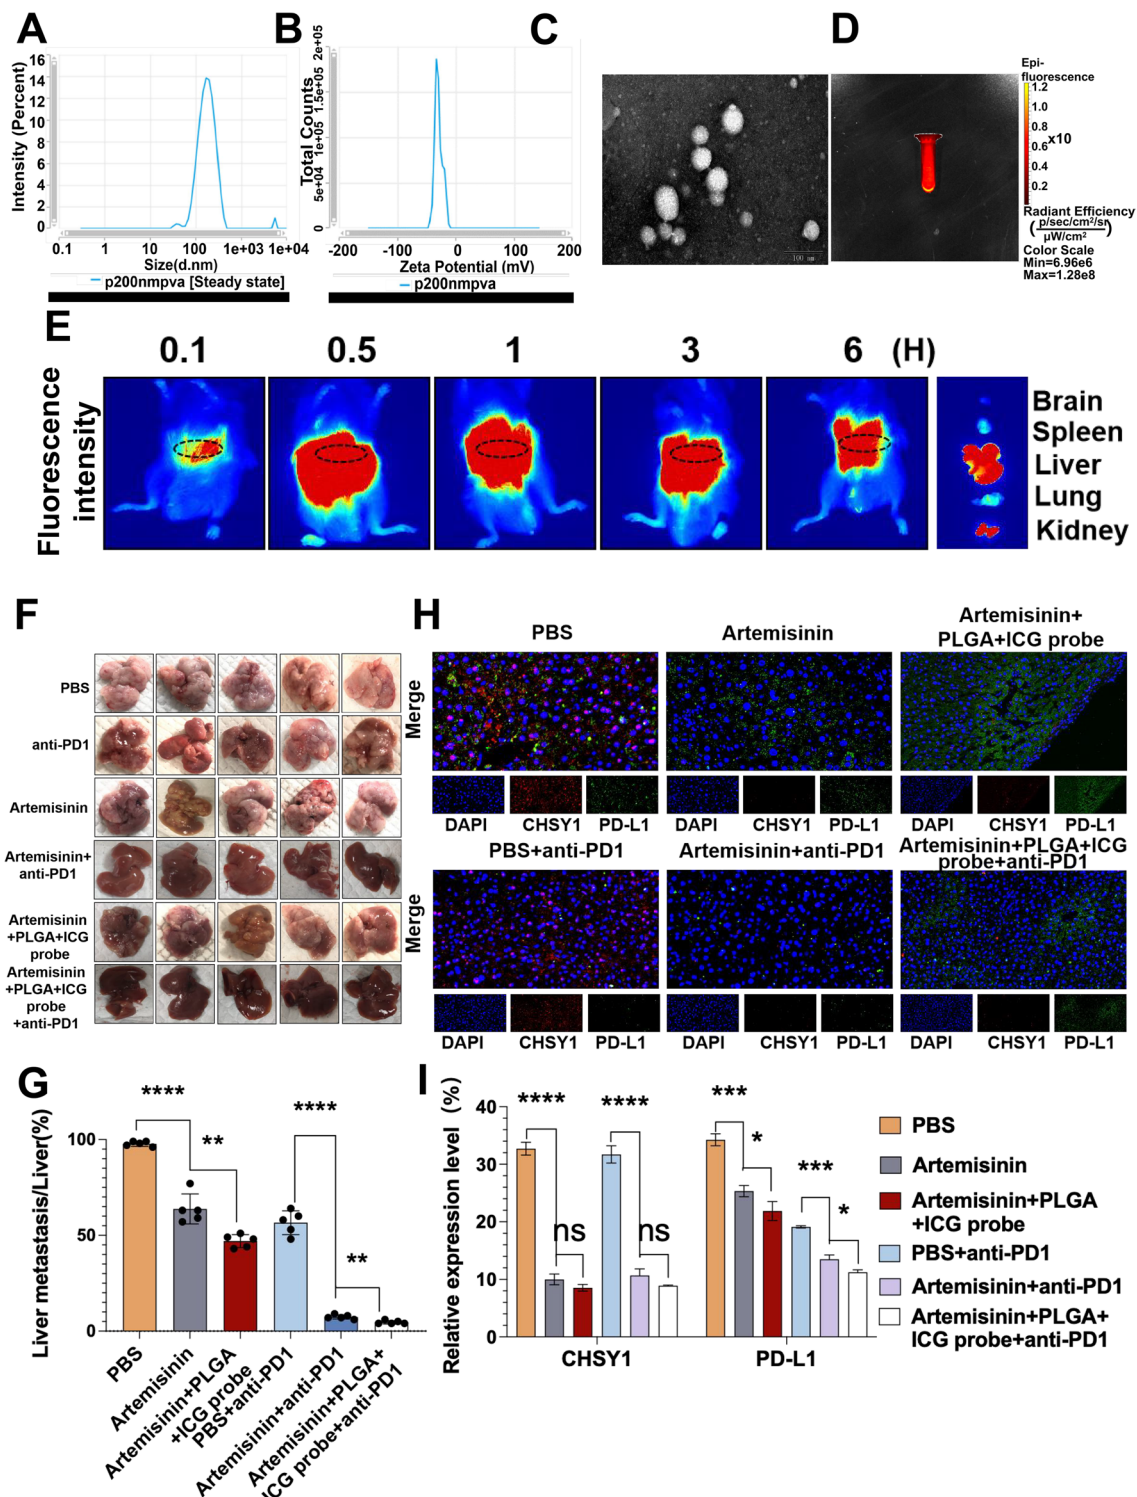 A
B
C
D
Intensity (Percent)
16
14
12
10
8
6
4
2
0
0.1
1
10
100
1e+03
1e+04
Size(d.nm)
p200nmpva [Steady state]
Total Counts
2e+05
1.5e+05
1e+05
5e+04
0
-200
-100
0
100
200
Zeta Potential (mV)
p200nmpva
100 nm
Epi-
fluorescence
1.2
1.0
0.8
x10
0.6
0.4
0.2
Radiant Efficiency
(p/sec/cm²/sr
µW/cm²)
Color Scale
Min=6.96e6
Max=1.28e8
E
0.1
0.5
1
3
6
(H)
Fluorescence
intensity
Brain
Spleen
Liver
Lung
Kidney
F
PBS
anti-PD1
Artemisinin
Artemisinin+
anti-PD1
Artemisinin
+PLGA+ICG
probe
Artemisinin
+PLGA+ICG
probe
+anti-PD1
H
PBS
Artemisinin
Artemisinin+
PLGA+ICG probe
Merge
DAPI
CHSY1
PD-L1
DAPI
CHSY1
PD-L1
DAPI
CHSY1
PD-L1
PBS+anti-PD1
Artemisinin+anti-PD1
Artemisinin+PLGA+ICG
probe+anti-PD1
Merge
DAPI
CHSY1
PD-L1
DAPI
CHSY1
PD-L1
DAPI
CHSY1
PD-L1
G
Liver metastasis/Liver(%)
100
50
0
****
**
****
**
PBS
Artemisinin
Artemisinin+PLGA
+ICG probe
PBS+anti-PD1
Artemisinin+anti-PD1
Artemisinin+PLGA+
ICG probe+anti-PD1
I
Relative expression level (%)
40
30
20
10
0
****
ns
****
ns
***
*
***
*
CHSY1
PD-L1
PBS
Artemisinin
Artemisinin+PLGA
+ICG probe
PBS+anti-PD1
Artemisinin+anti-PD1
Artemisinin+PLGA+
ICG probe+anti-PD1